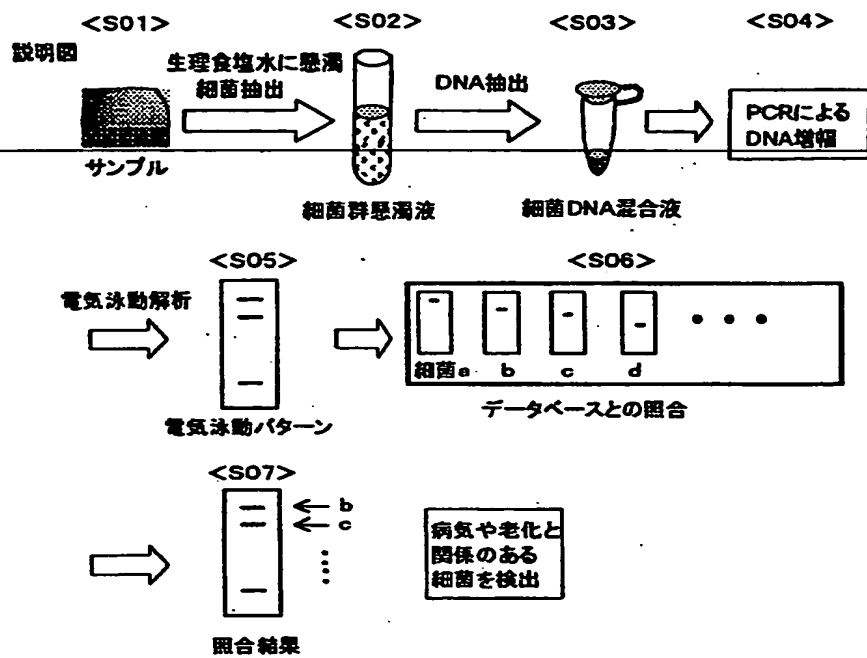 <S01>
<S02>
<S03>
<S04>
説明図
生理食塩水に懸濁
細菌抽出
DNA抽出
PCRによる
DNA増幅
サンプル
細菌群懸濁液
細菌DNA混合液
<S05>
<S06>
電気泳動解析
細菌a
b
c
d
電気泳動パターン
データベースとの照合
<S07>
b
c
病気や老化と
関係のある
細菌を検出
照合結果